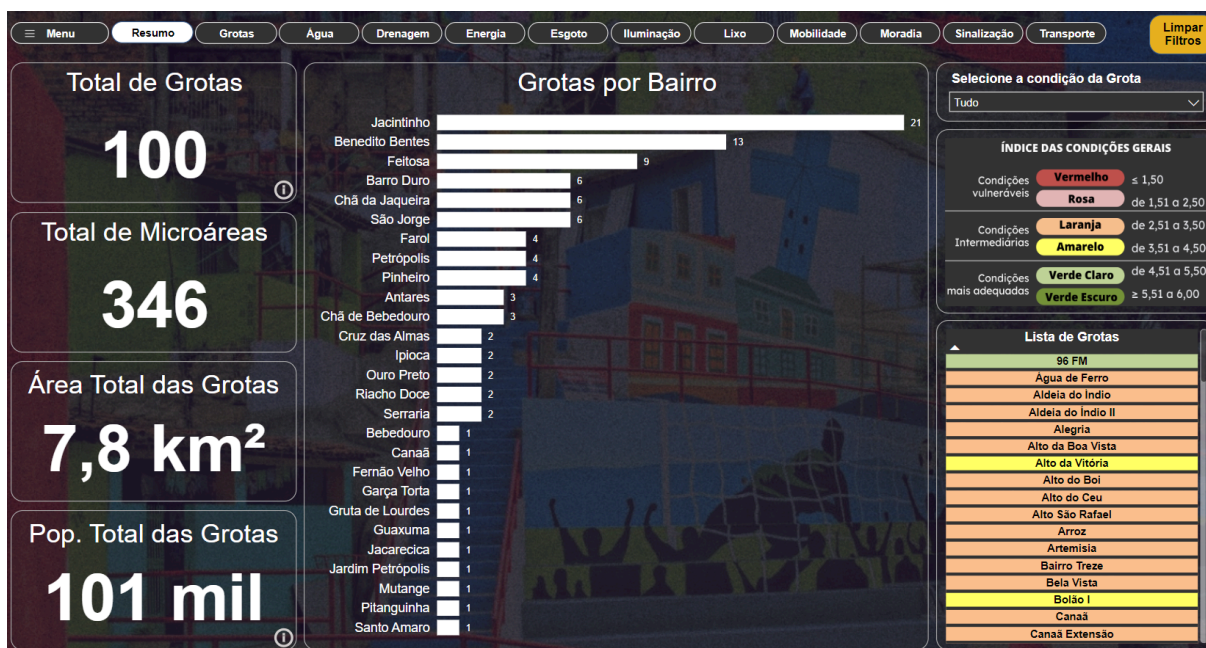 Menu
Resumo
Grotas
Água
Drenagem
Energia
Esgoto
Iluminação
Lixo
Mobilidade
Moradia
Sinalização
Transporte
Limpar
Filtros
Total de Grotas
100
Total de Microáreas
346
Área Total das Grotas
7,8 km²
Pop. Total das Grotas
101 mil
Grotas por Bairro
Jacintinho 21
Benedito Bentes 13
Feitosa 9
Barro Duro 6
Chã da Jaqueira 6
São Jorge 6
Farol 4
Petrópolis 4
Pinheiro 4
Antares 3
Chã de Bebedouro 3
Cruz das Almas 2
Ipioca 2
Ouro Preto 2
Riacho Doce 2
Serraria 2
Bebedouro 1
Canaã 1
Fernão Velho 1
Garça Torta 1
Gruta de Lourdes 1
Guaxuma 1
Jacarecica 1
Jardim Petrópolis 1
Mutange 1
Pitanguinha 1
Santo Amaro 1
Selecione a condição da Grota
Tudo
ÍNDICE DAS CONDIÇÕES GERAIS
Condições
vulneráveis
Vermelho ≤ 1,50
Rosa de 1,51 a 2,50
Condições
Intermediárias
Laranja de 2,51 a 3,50
Amarelo de 3,51 a 4,50
Condições
mais adequadas
Verde Claro de 4,51 a 5,50
Verde Escuro ≥ 5,51 a 6,00
Lista de Grotas
96 FM
Água de Ferro
Aldeia do Indio
Aldeia do Índio II
Alegria
Alto da Boa Vista
Alto da Vitória
Alto do Boi
Alto do Ceu
Alto São Rafael
Arroz
Artemisia
Bairro Treze
Bela Vista
Bolão I
Canaã
Canaã Extensão